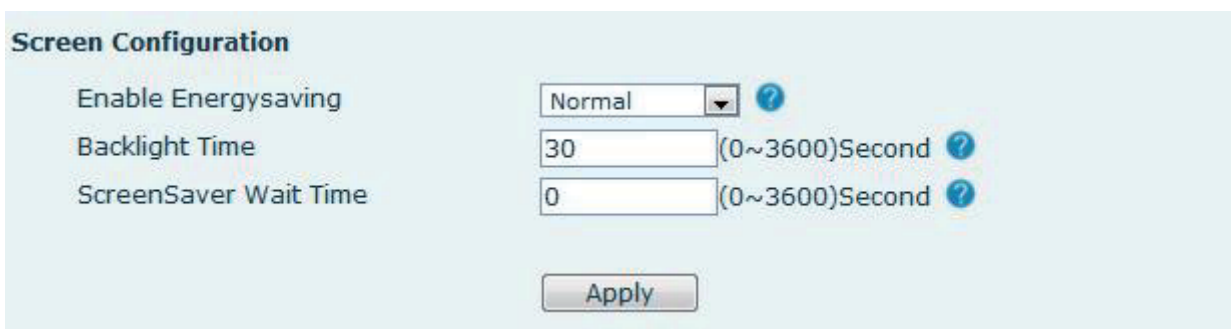 Screen Configuration
Enable Energysaving Normal ?
Backlight Time 30 (0~3600)Second ?
ScreenSaver Wait Time 0 (0~3600)Second ?
Apply